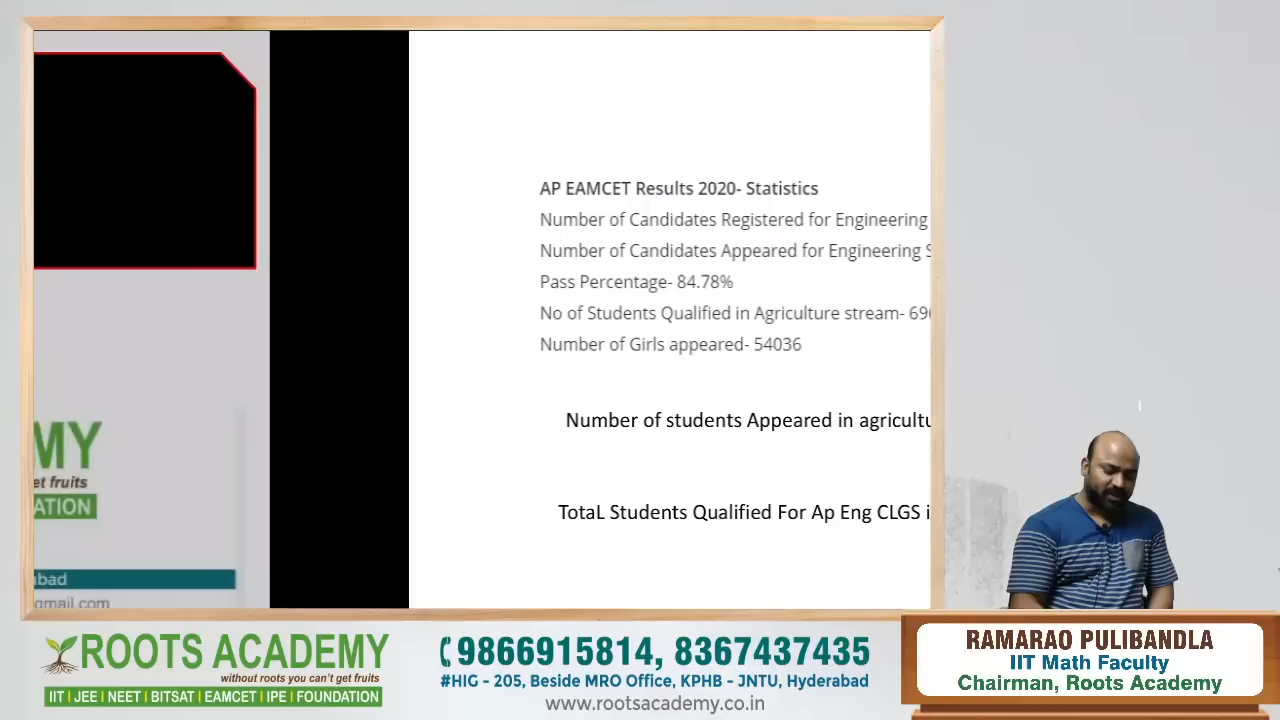 AP EAMCET Results 2020- Statistics
Number of Candidates Registered for Engineering
Number of Candidates Appeared for Engineering S
Pass Percentage- 84.78%
No of Students Qualified in Agriculture stream- 69
Number of Girls appeared- 54036
Number of students Appeared in agricultu
TotaL Students Qualified For Ap Eng CLGS i
MY
et fruits
ATION
abad
gmail.com
ROOTS ACADEMY
without roots you can't get fruits
IIT | JEE | NEET | BITSAT | EAMCET | IPE | FOUNDATION
9866915814, 8367437435
#HIG - 205, Beside MRO Office, KPHB - JNTU, Hyderabad
www.rootsacademy.co.in
RAMARAO PULIBANDLA
IIT Math Faculty
Chairman, Roots Academy